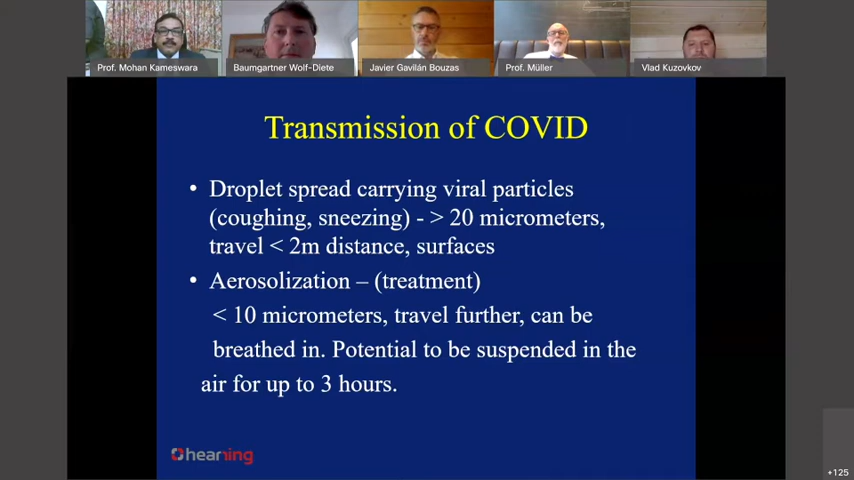 Prof. Mohan Kameswara
Baumgartner Wolf-Diete
Javier Gavilán Bouzas
Prof. Müller
Vlad Kuzovkov
Transmission of COVID
• Droplet spread carrying viral particles
(coughing, sneezing) - > 20 micrometers,
travel < 2m distance, surfaces
• Aerosolization – (treatment)
< 10 micrometers, travel further, can be
breathed in. Potential to be suspended in the
air for up to 3 hours.
hearring
+125